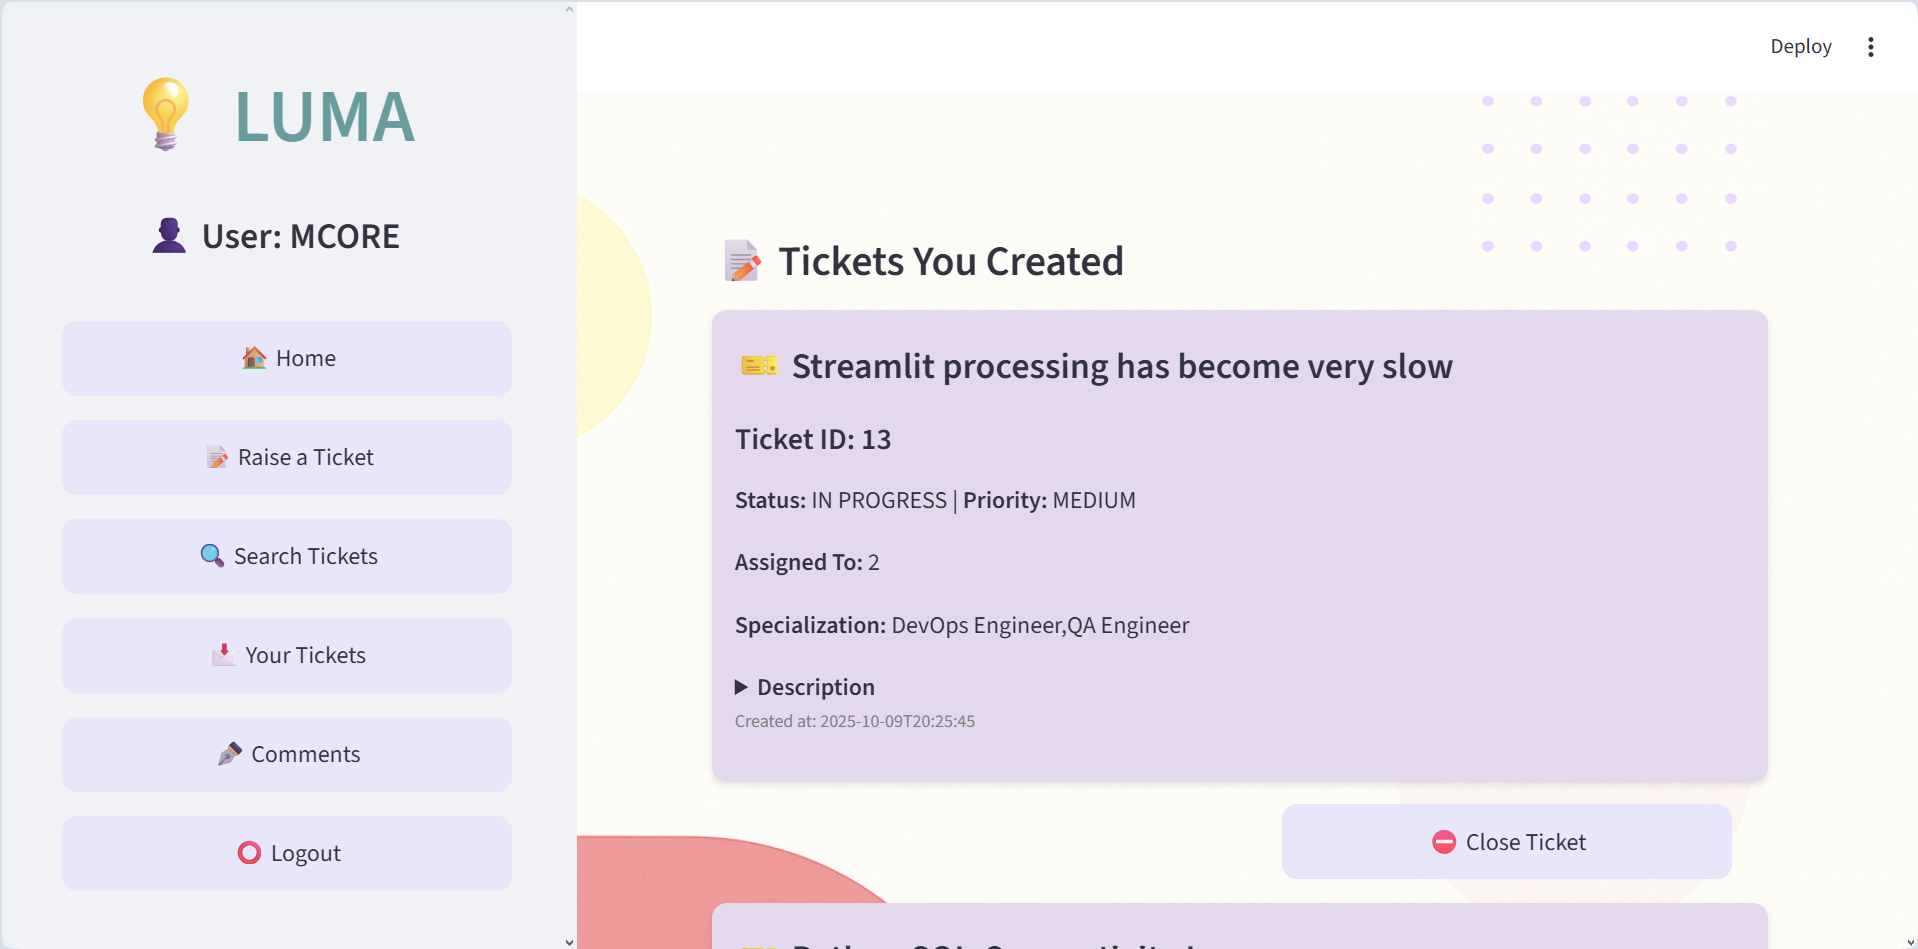 LUMA
User: MCORE
Home
Raise a Ticket
Search Tickets
Your Tickets
Comments
Logout
Deploy
Tickets You Created
Streamlit processing has become very slow
Ticket ID: 13
Status: IN PROGRESS | Priority: MEDIUM
Assigned To: 2
Specialization: DevOps Engineer,QA Engineer
Description
Created at: 2025-10-09T20:25:45
Close Ticket